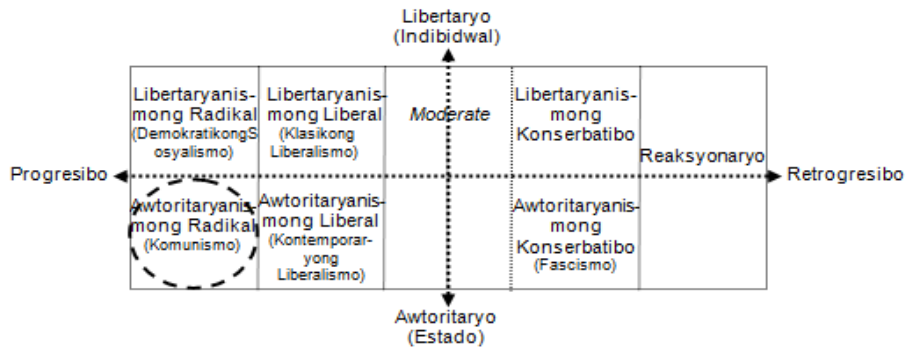 Libertaryo
(Indibidwal)
Libertaryanis-
mong Radikal
(DemokratikongS
osyalismo)
Libertaryanis-
mong Liberal
(Klasikong
Liberalismo)
Moderate
Libertaryanis-
mong
Konserbatibo
Reaksyonaryo
Progresibo
Retrogresibo
Awtoritaryanis-
mong Radikal
(Komunismo)
Awtoritaryanis-
mong Liberal
(Kontemporar-
yong
Liberalismo)
Awtoritaryanis-
mong
Konserbatibo
(Fascismo)
Awtoritaryo
(Estado)